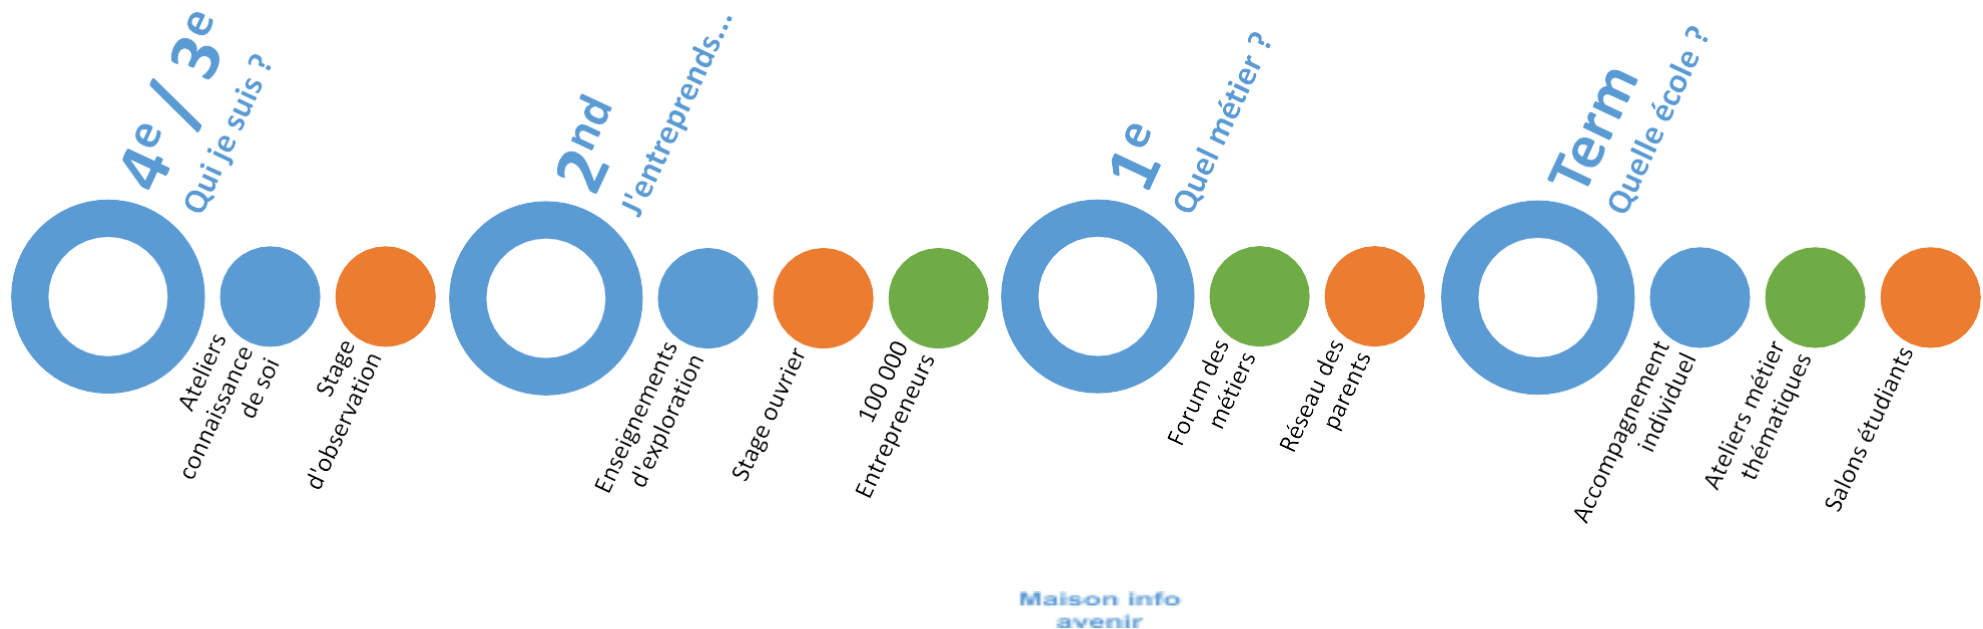 4e / 3e
Qui je suis ?
Ateliers
connaissance
de soi
Stage
d'observation
2nd
J'entreprends...
Enseignements
d'exploration
Stage ouvrier
100 000
Entrepreneurs
1e
Quel métier ?
Forum des
métiers
Réseau des
parents
Term
Quelle école ?
Accompagnement
individuel
Ateliers métier
thématiques
Salons étudiants
Maison info
avenir